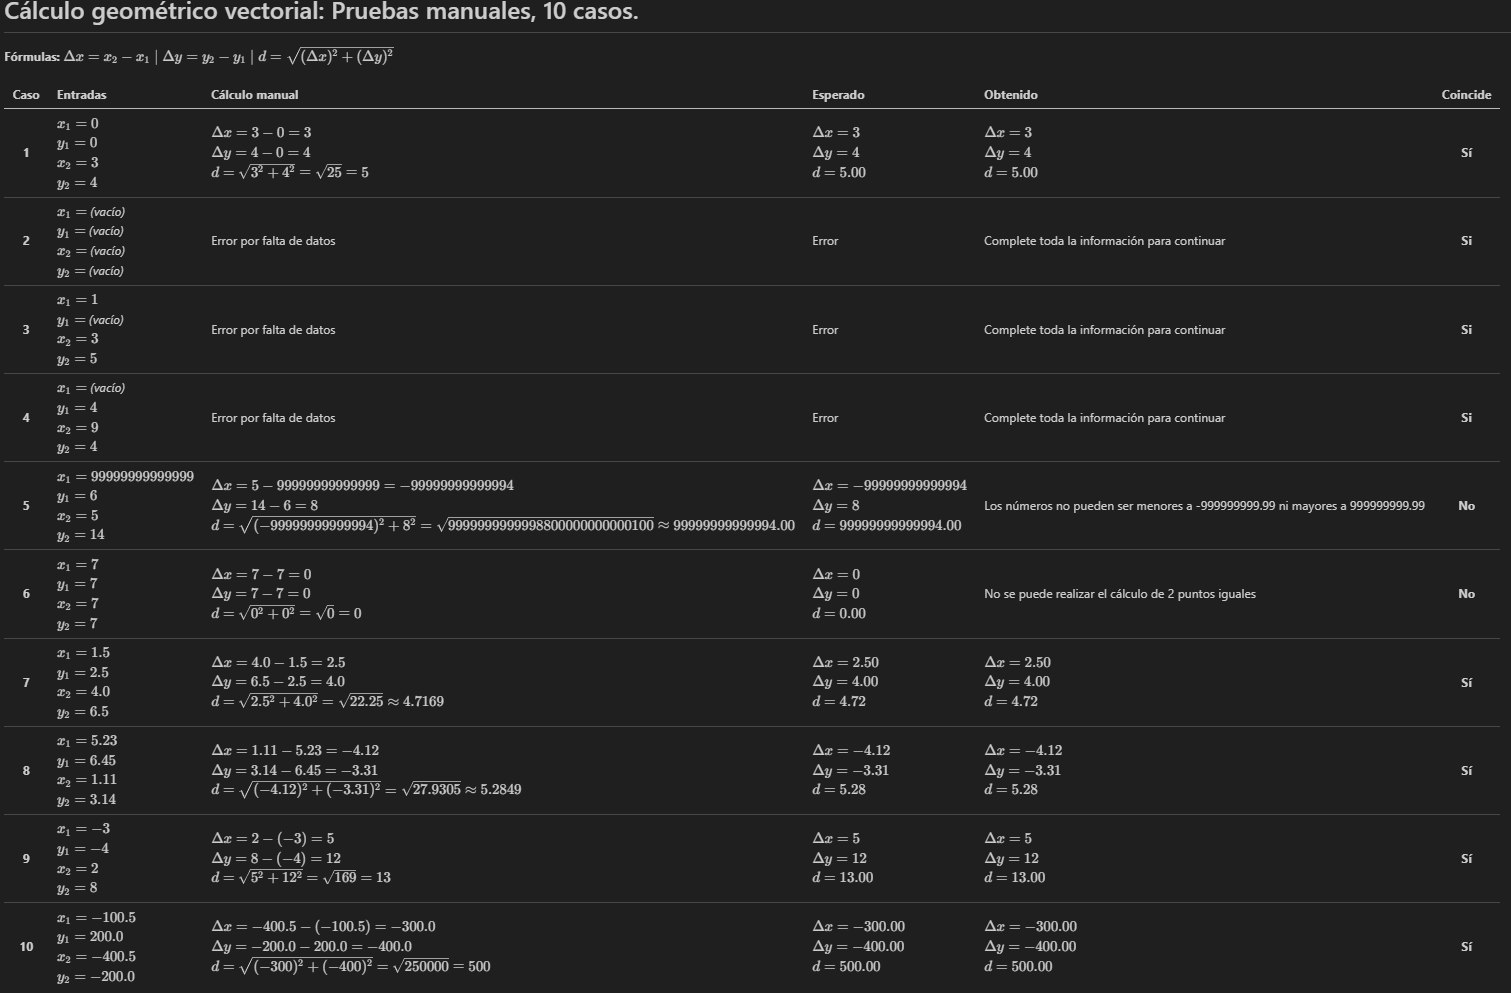 Cálculo geométrico vectorial: Pruebas manuales, 10 casos.
Fórmulas: Δx = x₂ − x₁ | Δy = y₂ − y₁ | d = √((Δx)² + (Δy)²)
Caso Entradas Cálculo manual Esperado Obtenido Coincide
1
x₁ = 0
y₁ = 0
x₂ = 3
y₂ = 4
Δx = 3 − 0 = 3
Δy = 4 − 0 = 4
d = √(3² + 4²) = √25 = 5
Δx = 3
Δy = 4
d = 5.00
Δx = 3
Δy = 4
d = 5.00
Sí
2
x₁ = (vacío)
y₁ = (vacío)
x₂ = (vacío)
y₂ = (vacío)
Error por falta de datos
Error
Complete toda la información para continuar
Si
3
x₁ = 1
y₁ = (vacío)
x₂ = 3
y₂ = 5
Error por falta de datos
Error
Complete toda la información para continuar
Si
4
x₁ = (vacío)
y₁ = 4
x₂ = 9
y₂ = 4
Error por falta de datos
Error
Complete toda la información para continuar
Si
5
x₁ = 99999999999999
y₁ = 6
x₂ = 5
y₂ = 14
Δx = 5 − 99999999999999 = −99999999999994
Δy = 14 − 6 = 8
d = √((−99999999999994)² + 8²) = √9999999999998800000000000100 ≈ 99999999999994.00
Δx = −99999999999994
Δy = 8
d = 99999999999994.00
Los números no pueden ser menores a -999999999.99 ni mayores a 999999999.99
No
6
x₁ = 7
y₁ = 7
x₂ = 7
y₂ = 7
Δx = 7 − 7 = 0
Δy = 7 − 7 = 0
d = √(0² + 0²) = √0 = 0
Δx = 0
Δy = 0
d = 0.00
No se puede realizar el cálculo de 2 puntos iguales
No
7
x₁ = 1.5
y₁ = 2.5
x₂ = 4.0
y₂ = 6.5
Δx = 4.0 − 1.5 = 2.5
Δy = 6.5 − 2.5 = 4.0
d = √(2.5² + 4.0²) = √22.25 ≈ 4.7169
Δx = 2.50
Δy = 4.00
d = 4.72
Δx = 2.50
Δy = 4.00
d = 4.72
Sí
8
x₁ = 5.23
y₁ = 6.45
x₂ = 1.11
y₂ = 3.14
Δx = 1.11 − 5.23 = −4.12
Δy = 3.14 − 6.45 = −3.31
d = √((−4.12)² + (−3.31)²) = √27.9305 ≈ 5.2849
Δx = −4.12
Δy = −3.31
d = 5.28
Δx = −4.12
Δy = −3.31
d = 5.28
Sí
9
x₁ = −3
y₁ = −4
x₂ = 2
y₂ = 8
Δx = 2 − (−3) = 5
Δy = 8 − (−4) = 12
d = √(5² + 12²) = √169 = 13
Δx = 5
Δy = 12
d = 13.00
Δx = 5
Δy = 12
d = 13.00
Sí
10
x₁ = −100.5
y₁ = 200.0
x₂ = −400.5
y₂ = −200.0
Δx = −400.5 − (−100.5) = −300.0
Δy = −200.0 − 200.0 = −400.0
d = √((−300)² + (−400)²) = √250000 = 500
Δx = −300.00
Δy = −400.00
d = 500.00
Δx = −300.00
Δy = −400.00
d = 500.00
Sí